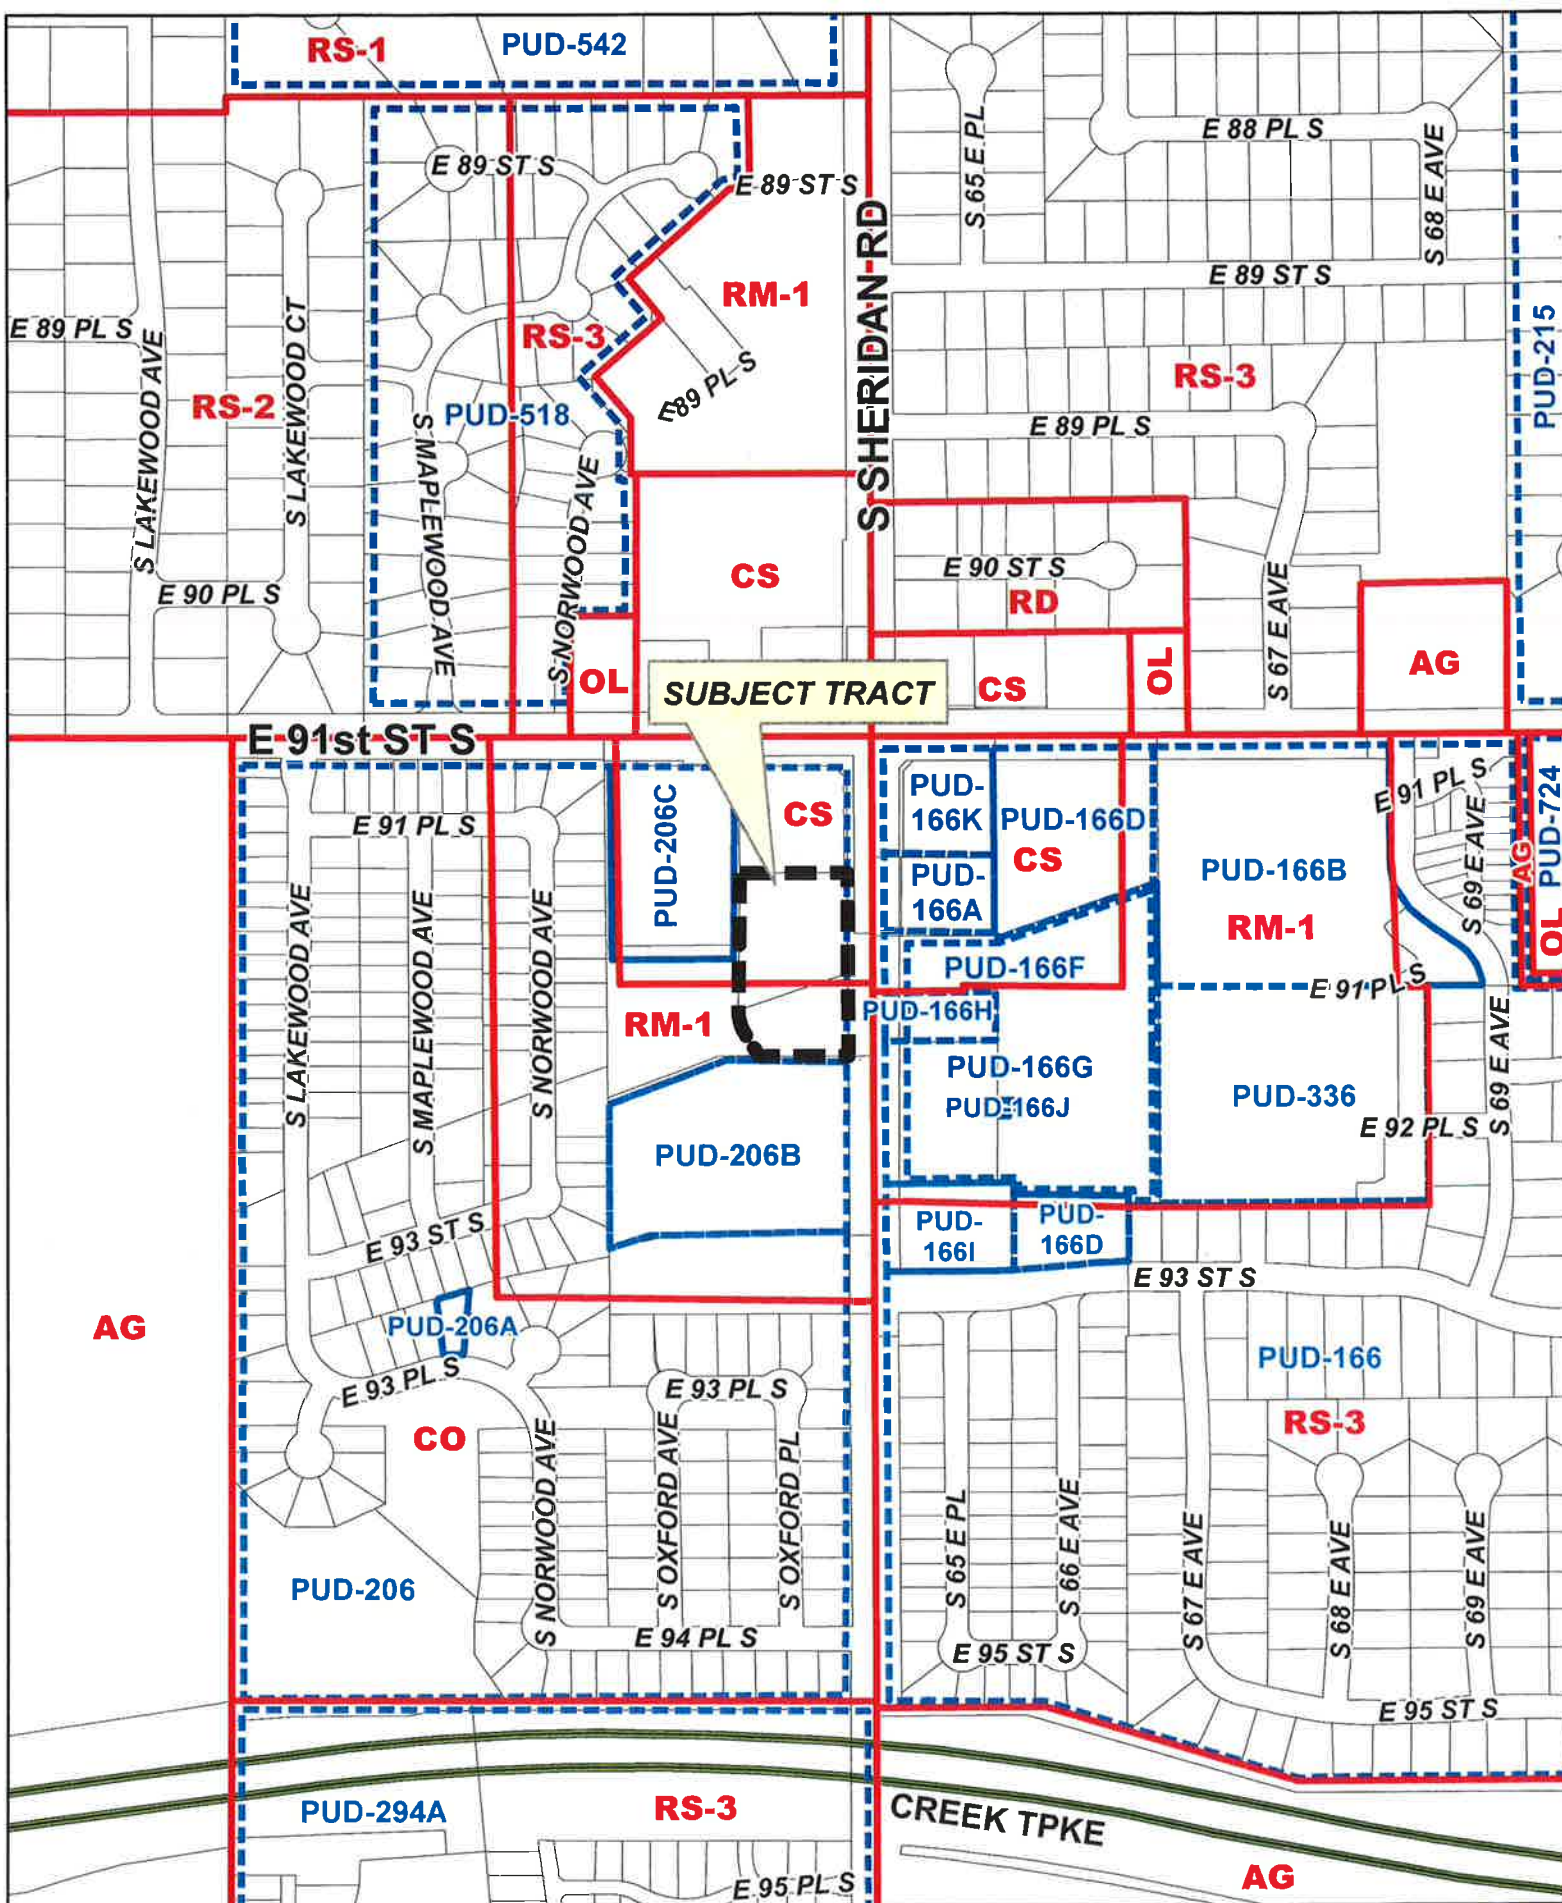 RS-1
PUD-542
E 89 ST S
E 89 ST S
S 65 E PL
E 88 PL S
S 68 E AVE
E 89 ST S
S SHERIDAN RD
RM-1
RS-3
E 89 PL S
E 89 PL S
S LAKEWOOD AVE
S LAKEWOOD CT
RS-2
PUD-518
S MAPLEWOOD AVE
S NORWOOD AVE
RS-3
PUD-215
E 89 PL S
CS
E 90 ST S
RD
E 90 PL S
S 67 E AVE
OL
SUBJECT TRACT
CS
OL
AG
E 91st ST S
E 91 PL S
PUD-206C
CS
PUD-
166K
PUD-166D
CS
PUD-
166A
PUD-166B
RM-1
E 91 PL S
S 69 E AVE
AG
PUD-724
OL
S LAKEWOOD AVE
S MAPLEWOOD AVE
S NORWOOD AVE
RM-1
PUD-166F
PUD-166H
E 91 PL S
PUD-166G
PUD-166J
PUD-336
E 92 PL S
S 69 E AVE
PUD-206B
E 93 ST S
PUD-
166I
PUD-
166D
E 93 ST S
AG
PUD-206A
PUD-166
E 93 PL S
E 93 PL S
RS-3
CO
S NORWOOD AVE
S OXFORD AVE
S OXFORD PL
S 65 E PL
S 66 E AVE
S 67 E AVE
S 68 E AVE
S 69 E AVE
PUD-206
E 94 PL S
E 95 ST S
E 95 ST S
PUD-294A
RS-3
CREEK TPKE
AG
E 95 PL S